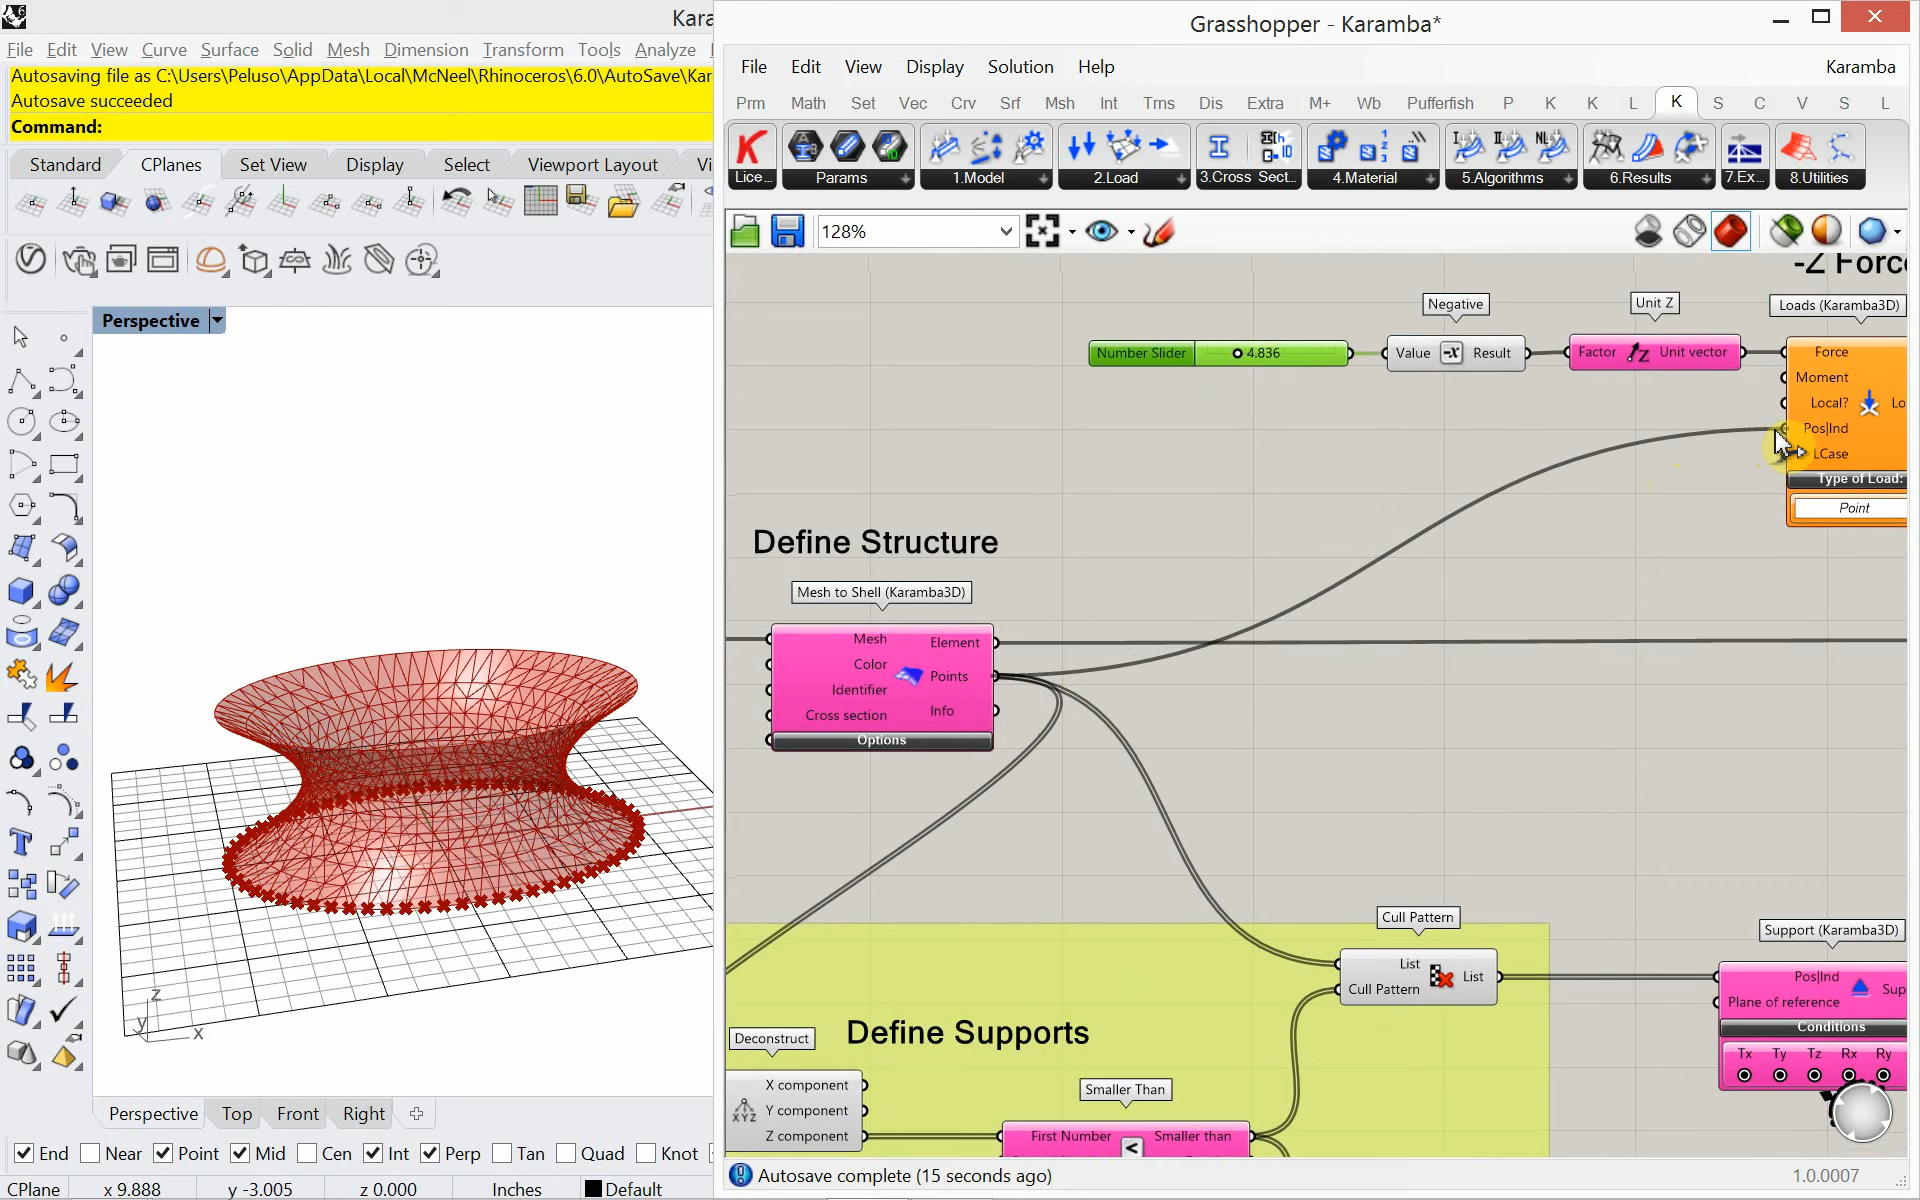 Kara
File Edit View Curve Surface Solid Mesh Dimension Transform Tools Analyze
Autosaving file as C:\Users\Peluso\AppData\Local\McNeel\Rhinoceros\6.0\AutoSave\Kar
Autosave succeeded
Command:
Standard CPlanes Set View Display Select Viewport Layout Vi
Perspective
z
y
x
Perspective Top Front Right
End Near Point Mid Cen Int Perp Tan Quad Knot
CPlane x 9.888 y -3.005 z 0.000 Inches Default
Grasshopper - Karamba*
File Edit View Display Solution Help Karamba
Prm Math Set Vec Crv Srf Msh Int Trns Dis Extra M+ Wb Pufferfish P K K L K S C V S L
Lice... Params 1.Model 2.Load 3.Cross Sect... 4.Material 5.Algorithms 6.Results 7.Ex... 8.Utilities
128%
-Z Forc
Negative
Unit Z
Loads (Karamba3D)
Number Slider 4.836
Value -x Result
Factor Z Unit vector
Force
Moment
Local? Lo
Pos|Ind
LCase
Type of Load:
Point
Define Structure
Mesh to Shell (Karamba3D)
Mesh Element
Color Points
Identifier
Info
Cross section
Options
Cull Pattern
List List
Cull Pattern
Support (Karamba3D)
Pos|Ind Sup
Plane of reference
Conditions
Tx Ty Tz Rx Ry
Define Supports
Deconstruct
X component
Y component
XYZ
Z component
Smaller Than
First Number < Smaller than
Autosave complete (15 seconds ago)
1.0.0007